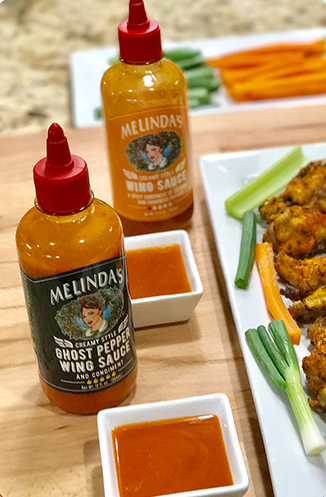 MELINDA'S
CREAMY STYLE
WING SAUCE
MELINDA'S
CREAMY STYLE
GHOST PEPPER
WING SAUCE
AND CONDIMENT